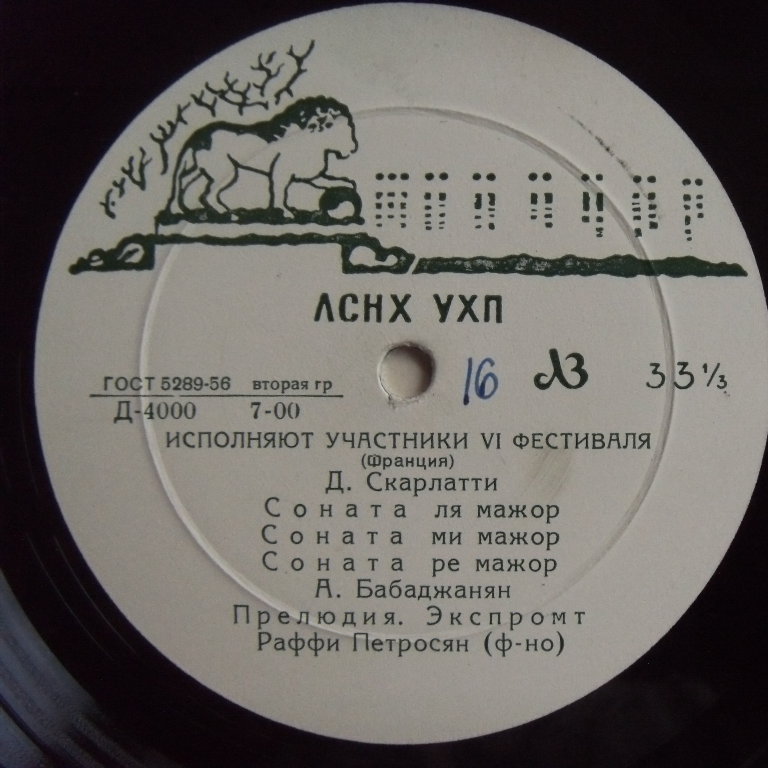 ЛСНХ УХП
16 ЛЗ 33⅓
ГОСТ 5289-56 вторая гр
Д-4000 7-00
ИСПОЛНЯЮТ УЧАСТНИКИ VI ФЕСТИВАЛЯ
(Франция)
Д. Скарлатти
Соната ля мажор
Соната ми мажор
Соната ре мажор
А. Бабаджанян
Прелюдия. Экспромт
Раффи Петросян (ф-но)